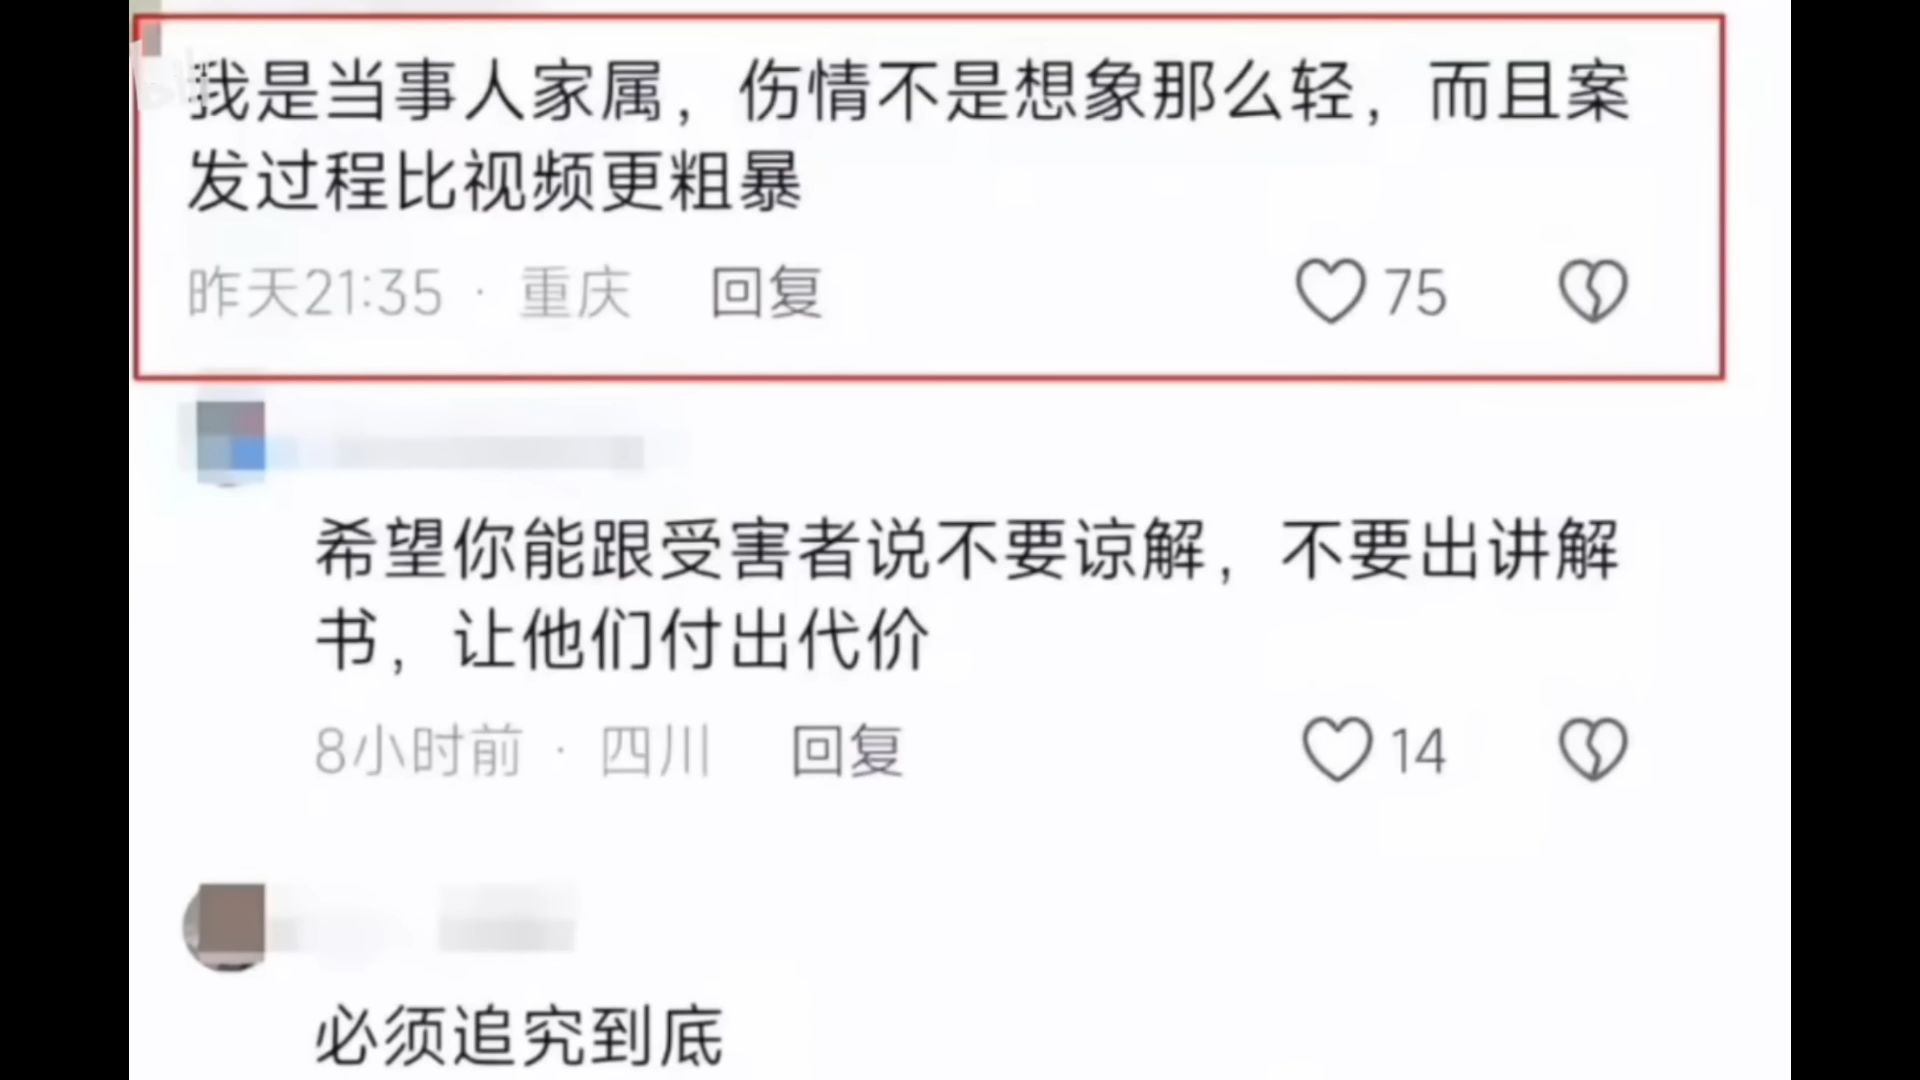 我是当事人家属，伤情不是想象那么轻，而且案
发过程比视频更粗暴
昨天21:35 · 重庆 回复 75
希望你能跟受害者说不要谅解，不要出讲解
书，让他们付出代价
8小时前 · 四川 回复 14
必须追究到底